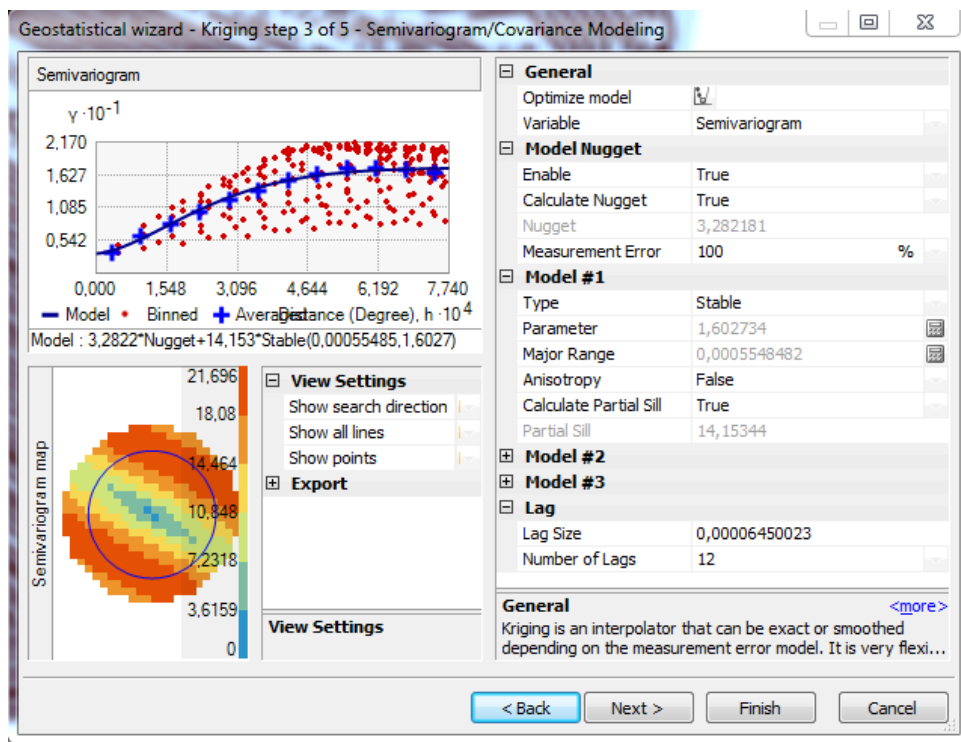 Geostatistical wizard - Kriging step 3 of 5 - Semivariogram/Covariance Modeling
Semivariogram
γ ·10⁻¹
2,170
1,627
1,085
0,542
0,000 1,548 3,096 4,644 6,192 7,740
Model Binned Averaged Distance (Degree), h ·10⁴
Model : 3,2822*Nugget+14,153*Stable(0,00055485,1,6027)
Semivariogram map
21,696
18,08
14,464
10,848
7,2318
3,6159
0
View Settings
Show search direction
Show all lines
Show points
Export
View Settings
General
Optimize model
Variable Semivariogram
Model Nugget
Enable True
Calculate Nugget True
Nugget 3,282181
Measurement Error 100 %
Model #1
Type Stable
Parameter 1,602734
Major Range 0,0005548482
Anisotropy False
Calculate Partial Sill True
Partial Sill 14,15344
Model #2
Model #3
Lag
Lag Size 0,00006450023
Number of Lags 12
General <more>
Kriging is an interpolator that can be exact or smoothed
depending on the measurement error model. It is very flexi...
< Back Next > Finish Cancel